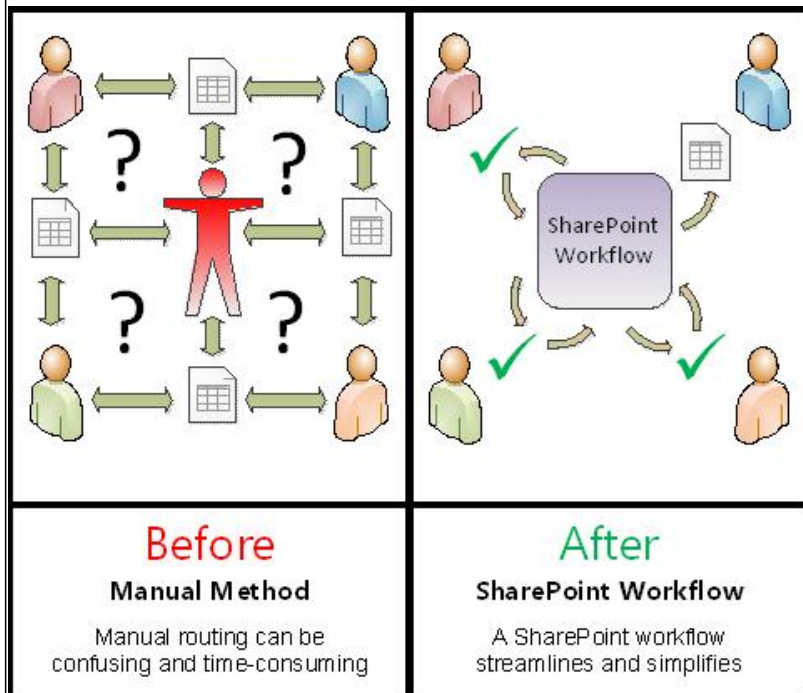 ?
?
?
?
SharePoint
Workflow
Before
Manual Method
Manual routing can be
confusing and time-consuming
After
SharePoint Workflow
A SharePoint workflow
streamlines and simplifies